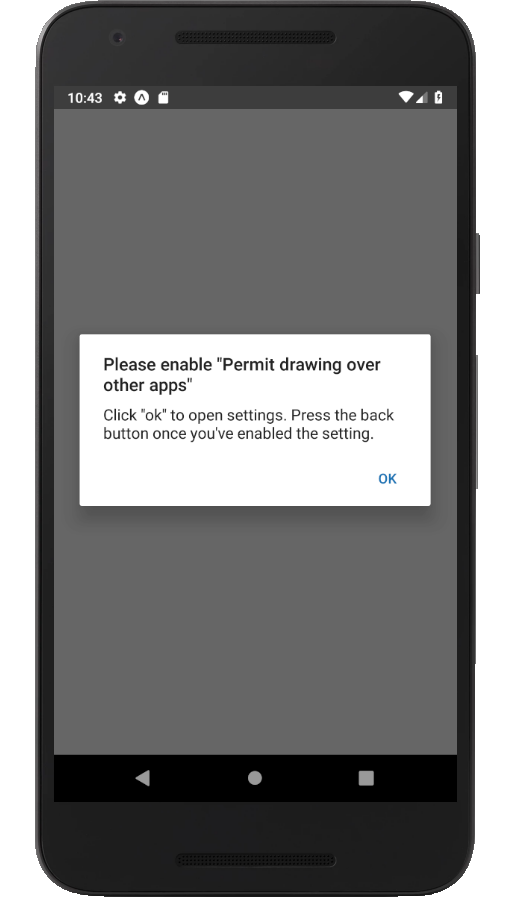 10:43
Please enable "Permit drawing over
other apps"
Click "ok" to open settings. Press the back
button once you've enabled the setting.
OK